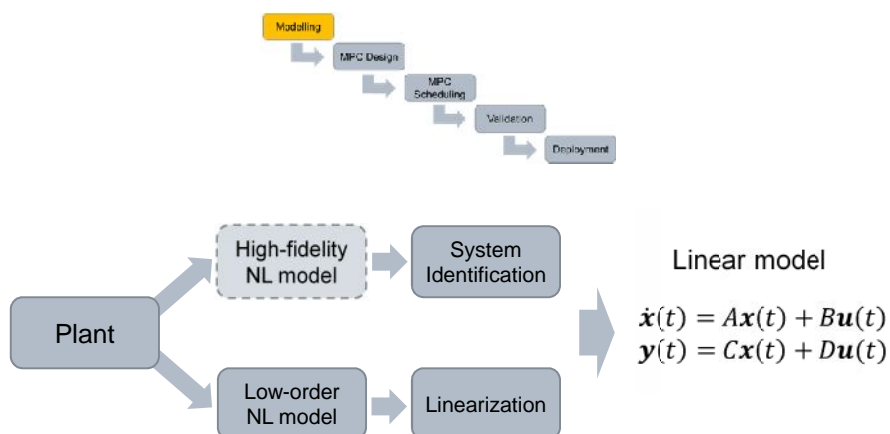 Modelling
MPC Design
MPC
Scheduling
Validation
Deployment
High-fidelity
NL model
System
Identification
Plant
Low-order
NL model
Linearization
Linear model
ẋ(t) = Ax(t) + Bu(t)
y(t) = Cx(t) + Du(t)